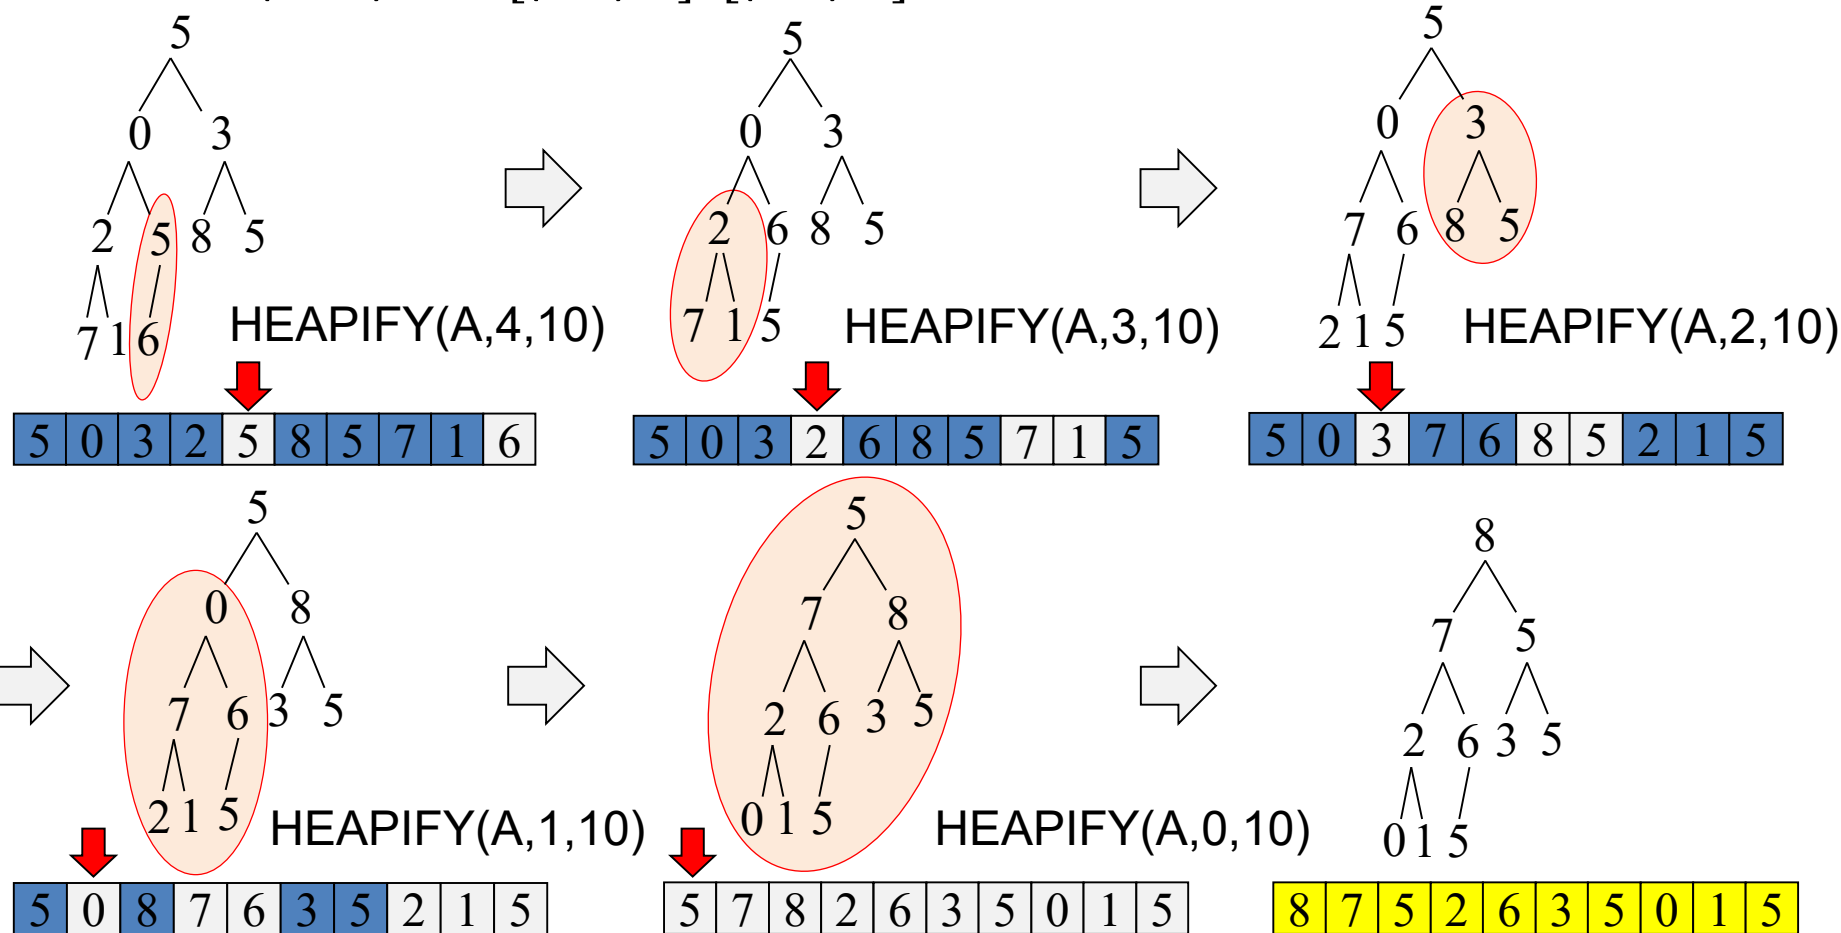 5
0 3
2 5 8 5
7 1 6
HEAPIFY(A,4,10)
5 0 3 2 5 8 5 7 1 6
5
0 3
2 6 8 5
7 1 5
HEAPIFY(A,3,10)
5 0 3 2 6 8 5 7 1 5
5
0 3
7 6 8 5
2 1 5
HEAPIFY(A,2,10)
5 0 3 7 6 8 5 2 1 5
5
0 8
7 6 3 5
2 1 5
HEAPIFY(A,1,10)
5 0 8 7 6 3 5 2 1 5
5
7 8
2 6 3 5
0 1 5
HEAPIFY(A,0,10)
5 7 8 2 6 3 5 0 1 5
8
7 5
2 6 3 5
0 1 5
8 7 5 2 6 3 5 0 1 5